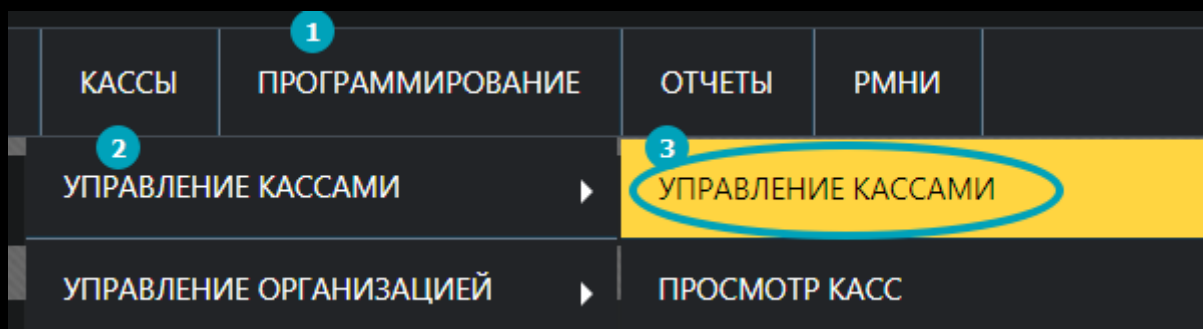 1
КАССЫ ПРОГРАММИРОВАНИЕ ОТЧЕТЫ РМНИ
2 3
УПРАВЛЕНИЕ КАССАМИ УПРАВЛЕНИЕ КАССАМИ
УПРАВЛЕНИЕ ОРГАНИЗАЦИЕЙ ПРОСМОТР КАСС